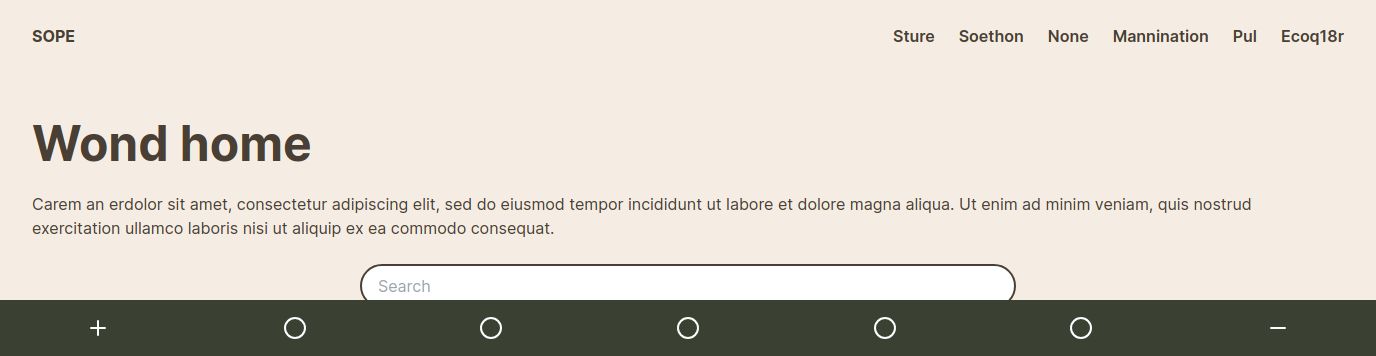 SOPE
Sture Soethon None Mannination Pul Ecoq18r
Wond home
Carem an erdolor sit amet, consectetur adipiscing elit, sed do eiusmod tempor incididunt ut labore et dolore magna aliqua. Ut enim ad minim veniam, quis nostrud
exercitation ullamco laboris nisi ut aliquip ex ea commodo consequat.
Search